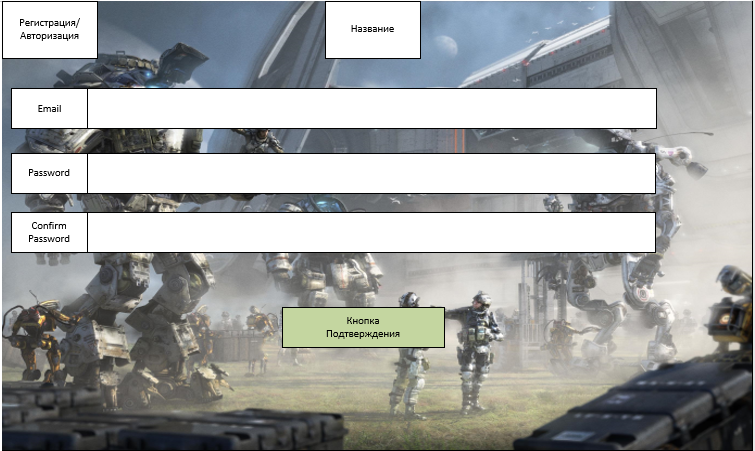 Регистрация/
Авторизация
Название
Email
Password
Confirm
Password
Кнопка
Подтверждения